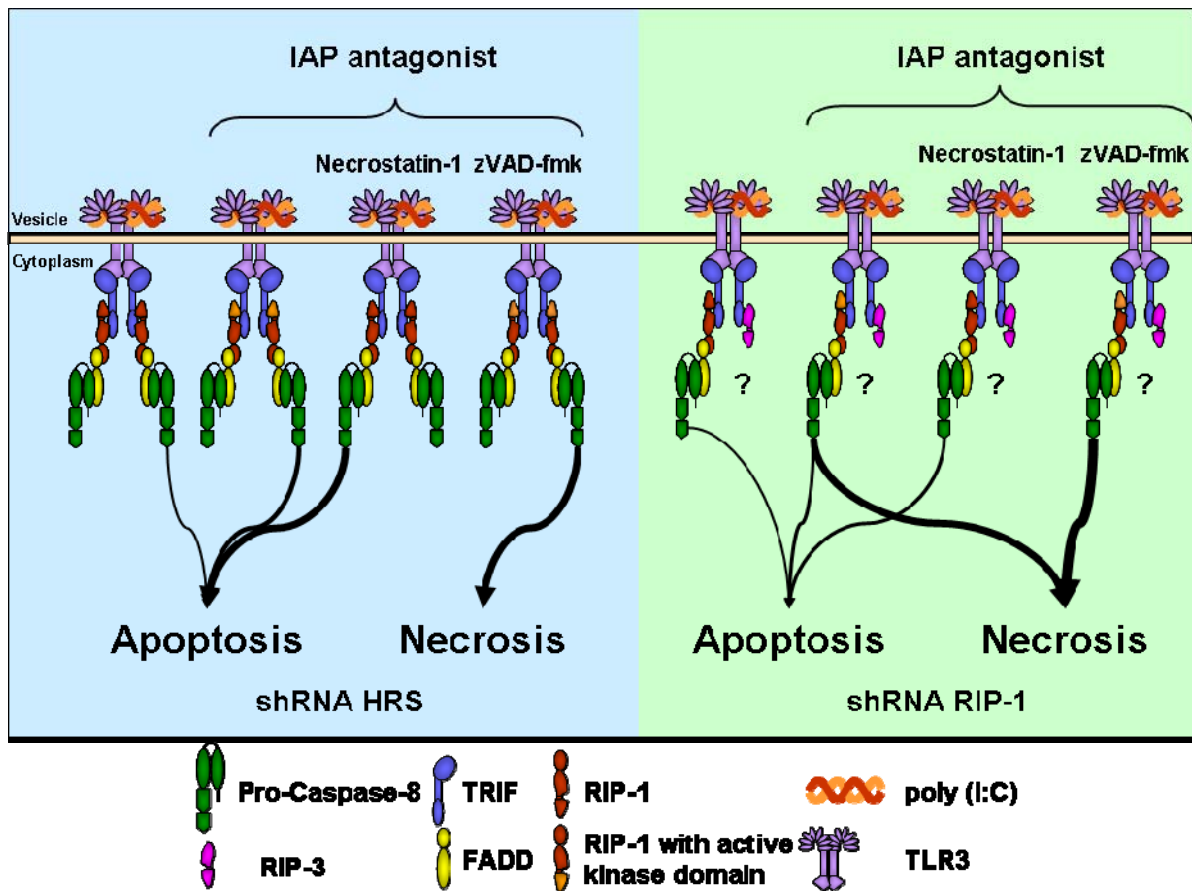 IAP antagonist
Necrostatin-1 zVAD-fmk
Vesicle
Cytoplasm
Apoptosis Necrosis
shRNA HRS
IAP antagonist
Necrostatin-1 zVAD-fmk
? ? ? ?
Apoptosis Necrosis
shRNA RIP-1
Pro-Caspase-8
TRIF
RIP-1
poly (I:C)
RIP-3
FADD
RIP-1 with active
kinase domain
TLR3